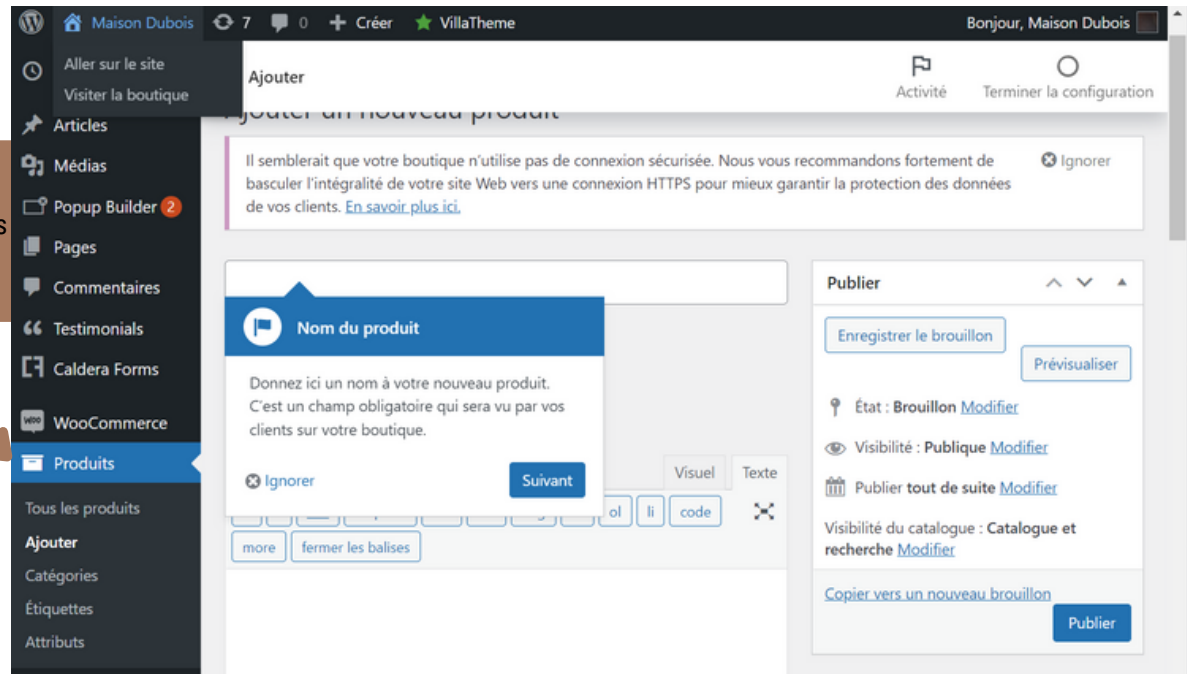 Maison Dubois 7 0 + Créer VillaTheme Bonjour, Maison Dubois
Aller sur le site
Visiter la boutique
Articles
Médias
Popup Builder 2
s
Pages
Commentaires
Testimonials
Caldera Forms
WooCommerce
Produits
Tous les produits
Ajouter
Catégories
Étiquettes
Attributs
Ajouter
Activité
Terminer la configuration
Ajouter un nouveau produit
Il semblerait que votre boutique n'utilise pas de connexion sécurisée. Nous vous recommandons fortement de
basculer l'intégralité de votre site Web vers une connexion HTTPS pour mieux garantir la protection des données
de vos clients. En savoir plus ici.
Ignorer
Nom du produit
Donnez ici un nom à votre nouveau produit.
C'est un champ obligatoire qui sera vu par vos
clients sur votre boutique.
Ignorer
Suivant
Visuel Texte
ol li code
more fermer les balises
Publier
Enregistrer le brouillon
Prévisualiser
État : Brouillon Modifier
Visibilité : Publique Modifier
Publier tout de suite Modifier
Visibilité du catalogue : Catalogue et
recherche Modifier
Copier vers un nouveau brouillon
Publier